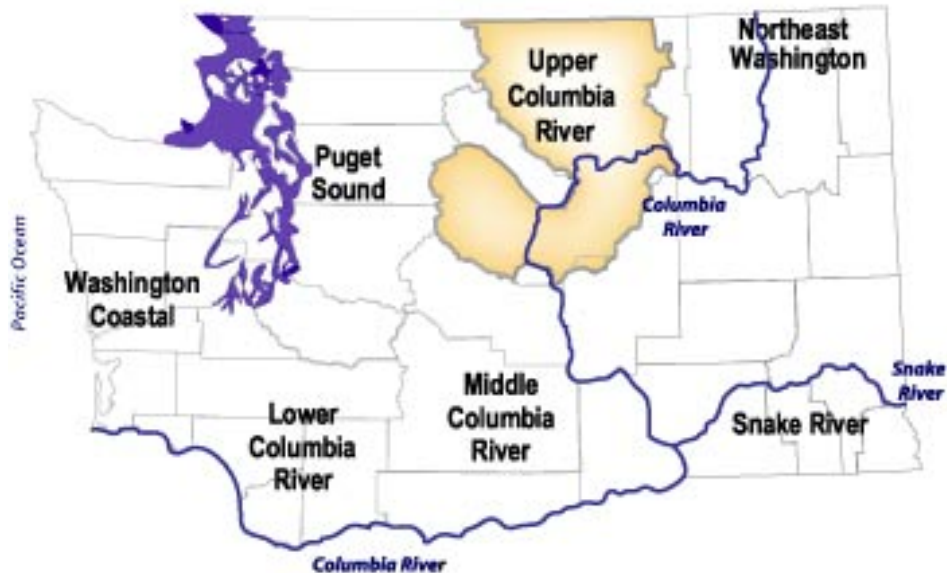 Northeast
Washington
Upper
Columbia
River
Puget
Sound
Columbia
River
Pacific Ocean
Washington
Coastal
Snake
River
Middle
Columbia
River
Lower
Columbia
River
Snake River
Columbia River